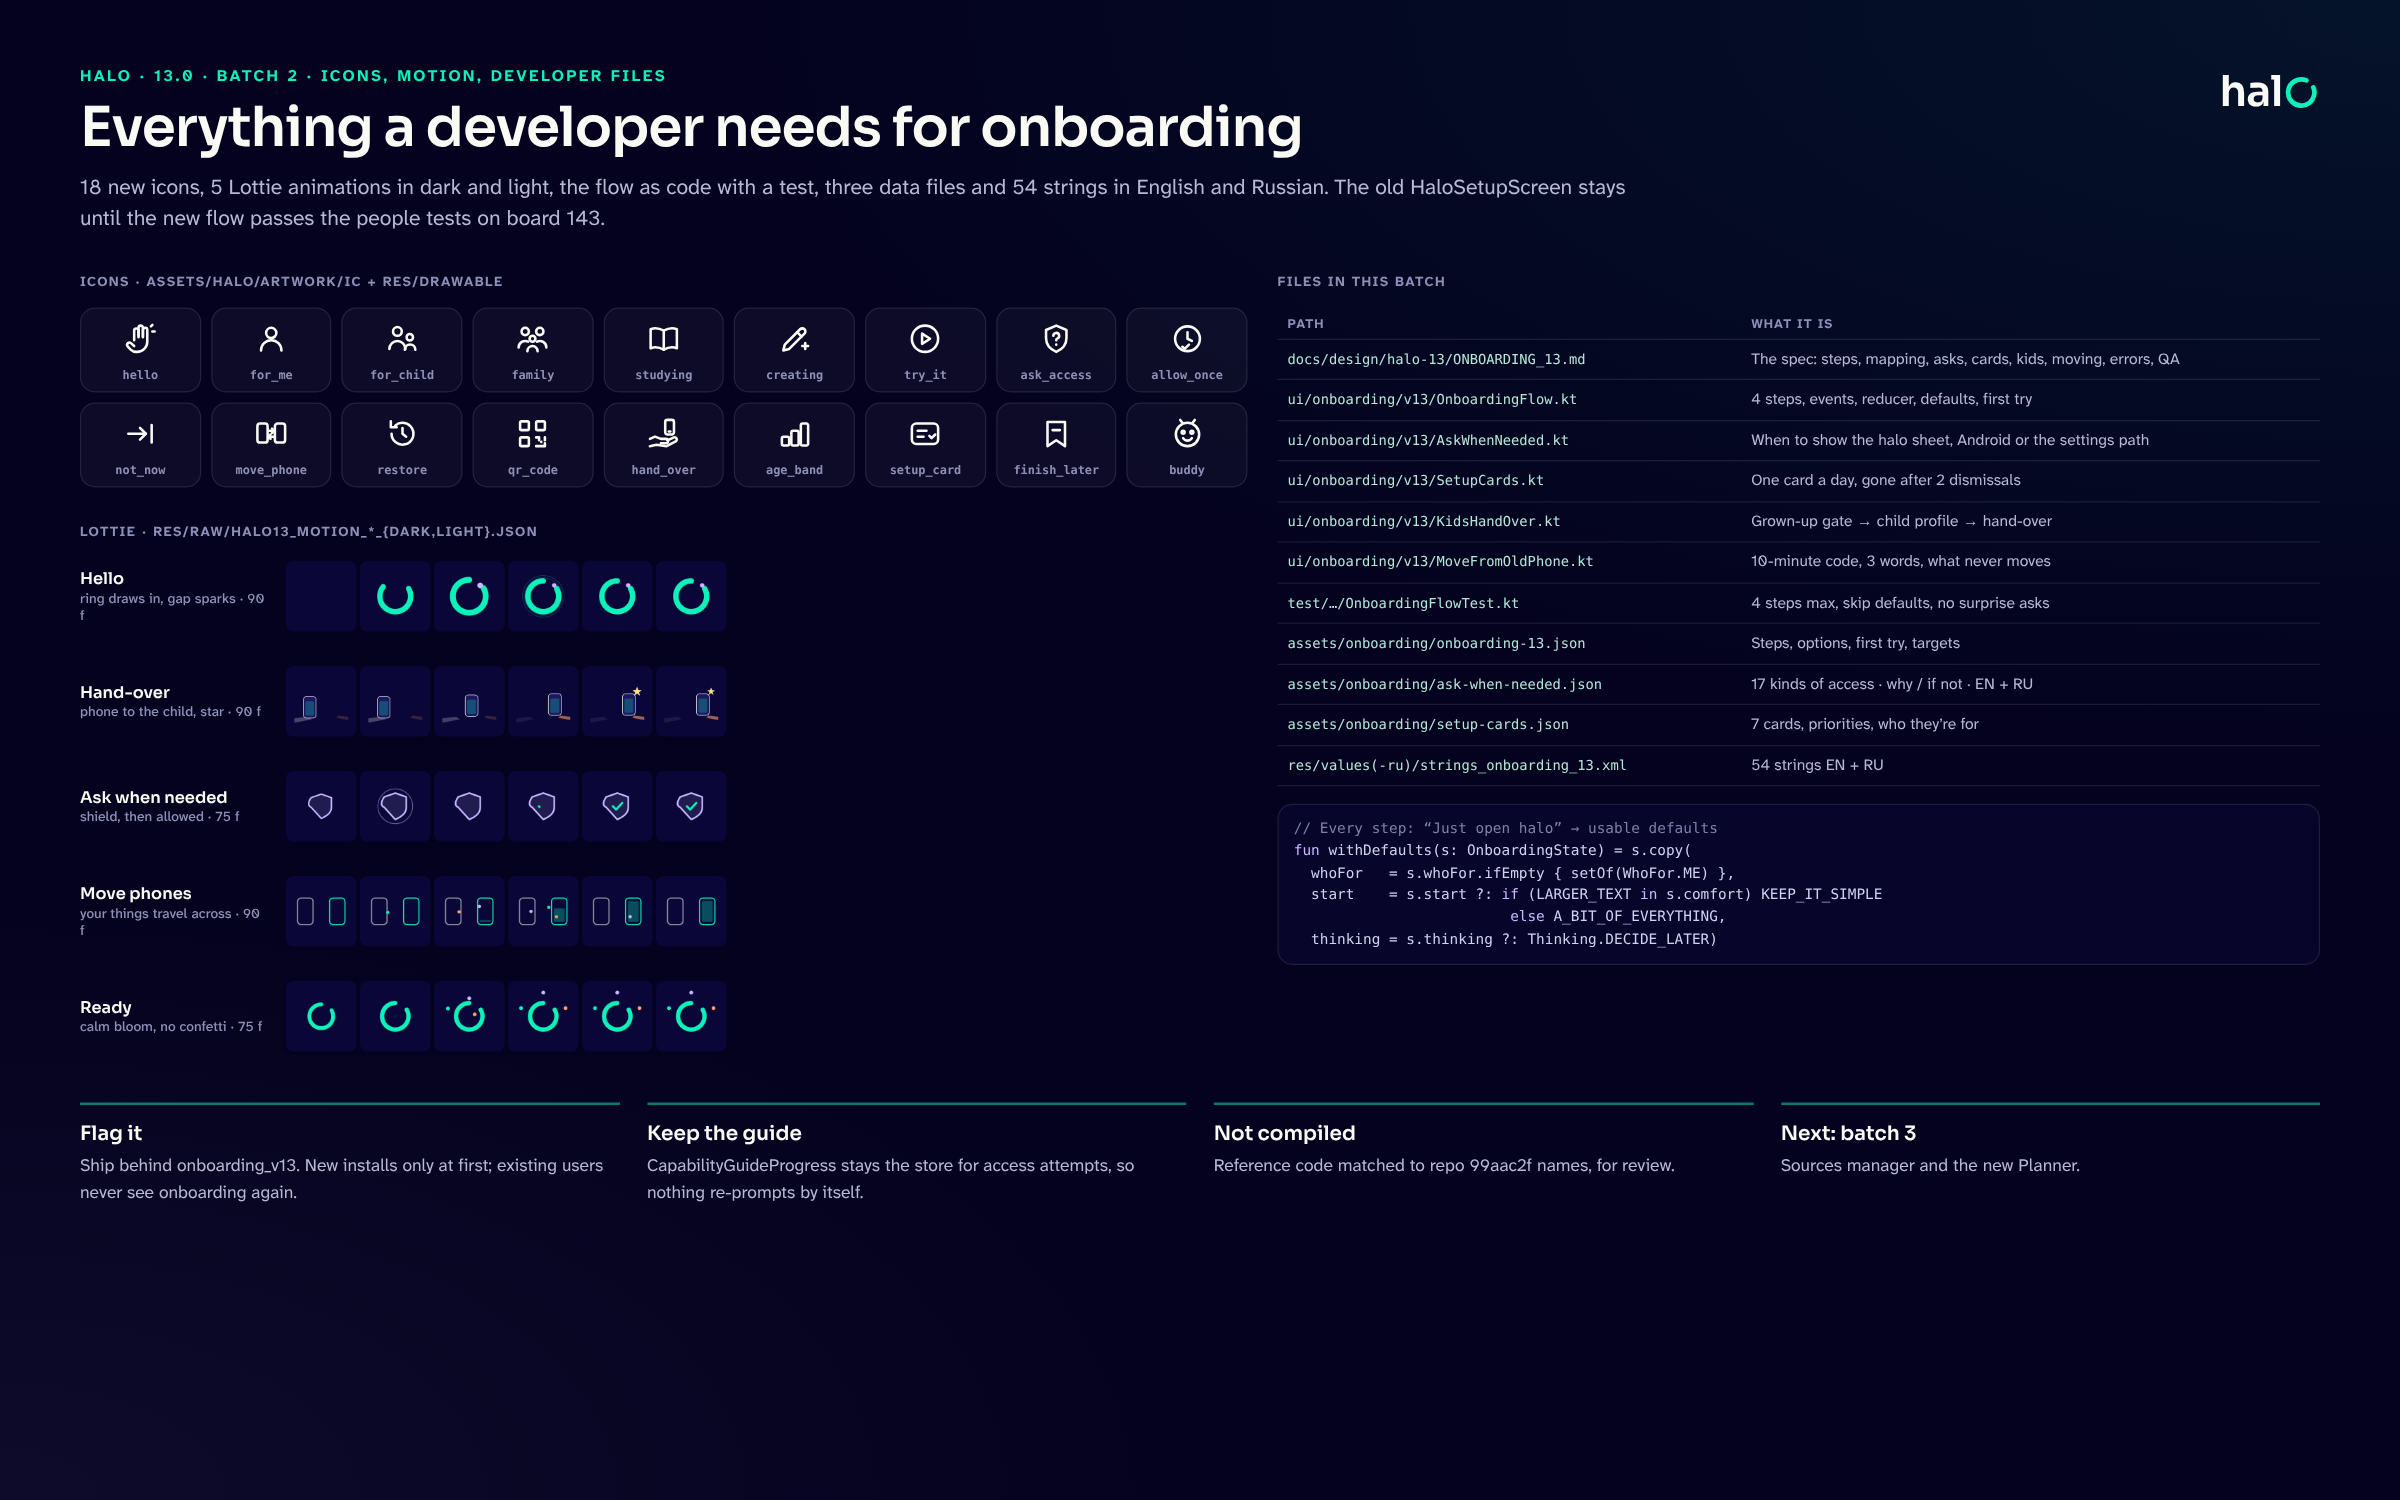 HALO · 13.0 · BATCH 2 · ICONS, MOTION, DEVELOPER FILES
halo
Everything a developer needs for onboarding
18 new icons, 5 Lottie animations in dark and light, the flow as code with a test, three data files and 54 strings in English and Russian. The old HaloSetupScreen stays
until the new flow passes the people tests on board 143.
ICONS · ASSETS/HALO/ARTWORK/IC + RES/DRAWABLE
hello
for_me
for_child
family
studying
creating
try_it
ask_access
allow_once
not_now
move_phone
restore
qr_code
hand_over
age_band
setup_card
finish_later
buddy
LOTTIE · RES/RAW/HALO13_MOTION_*_{DARK,LIGHT}.JSON
Hello
ring draws in, gap sparks · 90
f
Hand-over
phone to the child, star · 90 f
Ask when needed
shield, then allowed · 75 f
Move phones
your things travel across · 90
f
Ready
calm bloom, no confetti · 75 f
FILES IN THIS BATCH
PATH WHAT IT IS
docs/design/halo-13/ONBOARDING_13.md The spec: steps, mapping, asks, cards, kids, moving, errors, QA
ui/onboarding/v13/OnboardingFlow.kt 4 steps, events, reducer, defaults, first try
ui/onboarding/v13/AskWhenNeeded.kt When to show the halo sheet, Android or the settings path
ui/onboarding/v13/SetupCards.kt One card a day, gone after 2 dismissals
ui/onboarding/v13/KidsHandOver.kt Grown-up gate → child profile → hand-over
ui/onboarding/v13/MoveFromOldPhone.kt 10-minute code, 3 words, what never moves
test/…/OnboardingFlowTest.kt 4 steps max, skip defaults, no surprise asks
assets/onboarding/onboarding-13.json Steps, options, first try, targets
assets/onboarding/ask-when-needed.json 17 kinds of access · why / if not · EN + RU
assets/onboarding/setup-cards.json 7 cards, priorities, who they're for
res/values(-ru)/strings_onboarding_13.xml 54 strings EN + RU
// Every step: “Just open halo” → usable defaults
fun withDefaults(s: OnboardingState) = s.copy(
whoFor = s.whoFor.ifEmpty { setOf(WhoFor.ME) },
start = s.start ?: if (LARGER_TEXT in s.comfort) KEEP_IT_SIMPLE
else A_BIT_OF_EVERYTHING,
thinking = s.thinking ?: Thinking.DECIDE_LATER)
Flag it
Ship behind onboarding_v13. New installs only at first; existing users
never see onboarding again.
Keep the guide
CapabilityGuideProgress stays the store for access attempts, so
nothing re-prompts by itself.
Not compiled
Reference code matched to repo 99aac2f names, for review.
Next: batch 3
Sources manager and the new Planner.